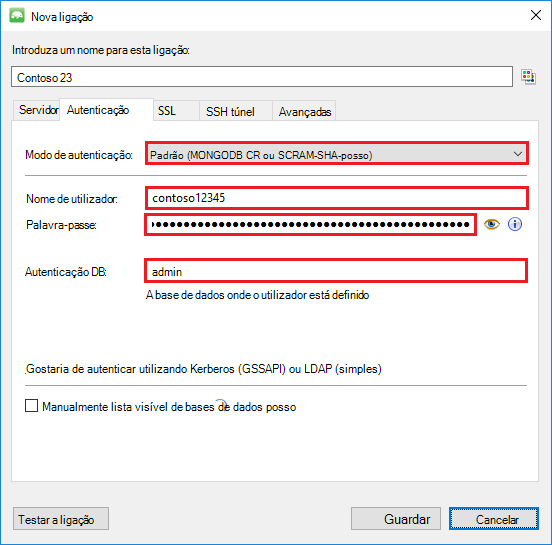 Nova ligação
Introduza um nome para esta ligação:
Contoso 23
Servidor Autenticação SSL SSH túnel Avançadas
Modo de autenticação: Padrão (MONGODB CR ou SCRAM-SHA-posso)
Nome de utilizador: contoso12345
Palavra-passe: ●●●●●●●●●●●●●●●●●●●●●●●●●●●●●●●●●●●●●●●●●●
Autenticação DB: admin
A base de dados onde o utilizador está definido
Gostaria de autenticar utilizando Kerberos (GSSAPI) ou LDAP (simples)
Manualmente lista visível de bases de dados posso
Testar a ligação Guardar Cancelar